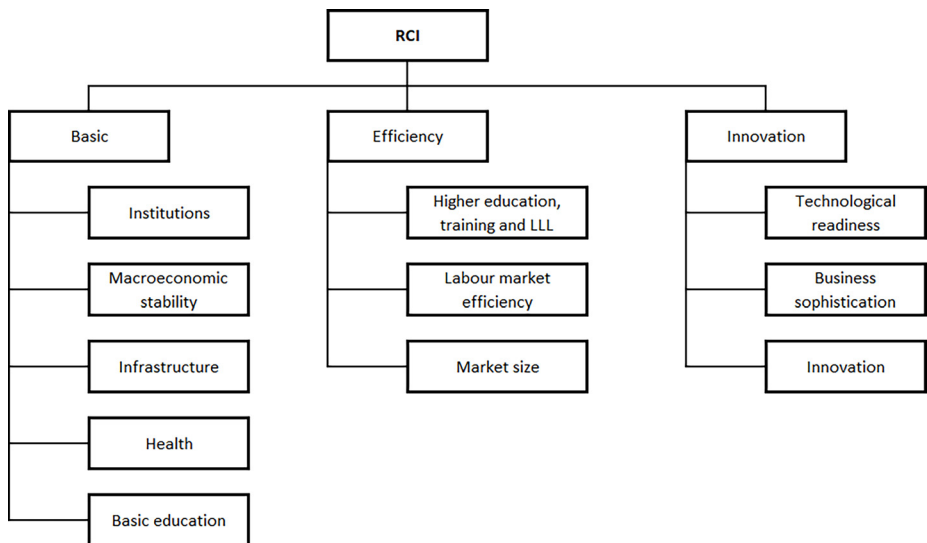 RCI
Basic
Efficiency
Innovation
Institutions
Macroeconomic
stability
Infrastructure
Health
Basic education
Higher education,
training and LLL
Labour market
efficiency
Market size
Technological
readiness
Business
sophistication
Innovation